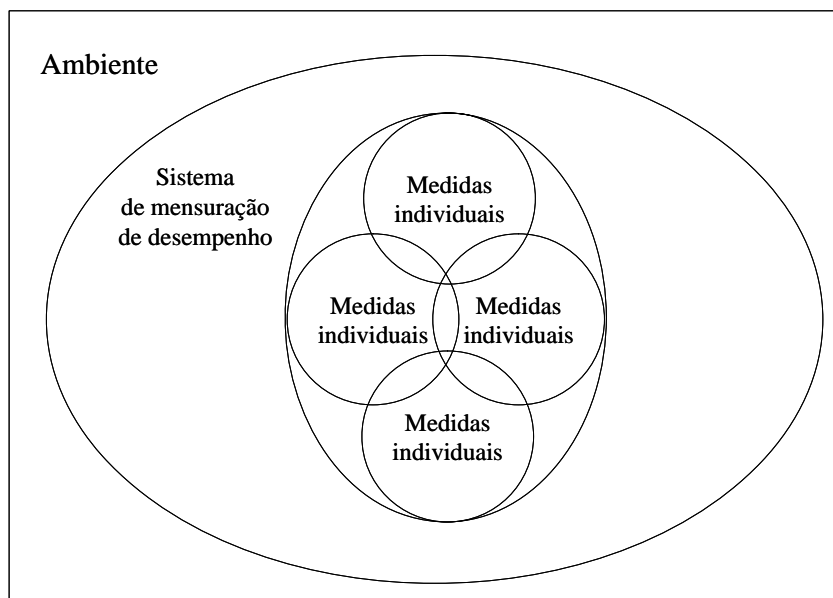 Ambiente
Sistema
de mensuração
de desempenho
Medidas
individuais
Medidas
individuais
Medidas
individuais
Medidas
individuais